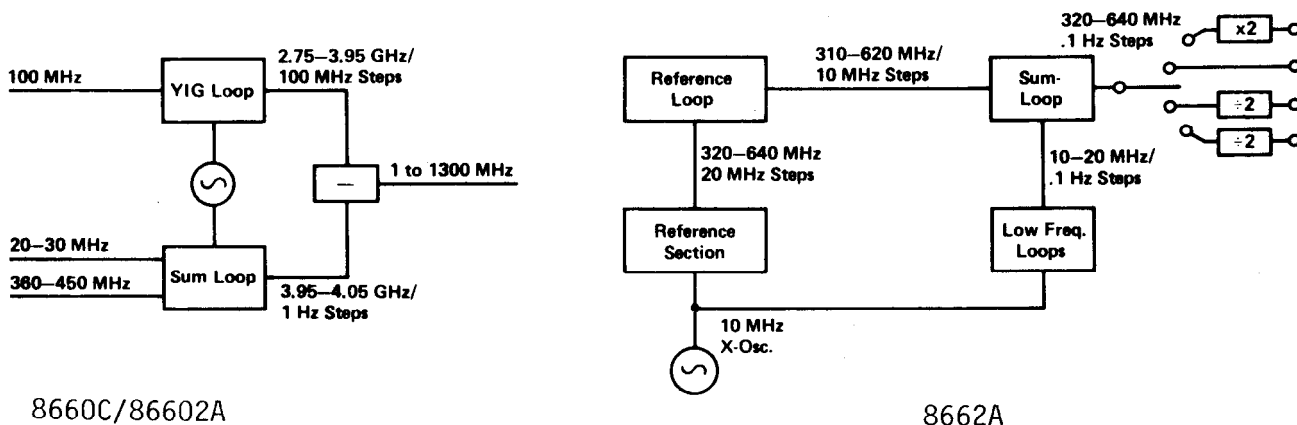 100 MHz
YIG Loop
2.75–3.95 GHz/
100 MHz Steps
—
1 to 1300 MHz
20–30 MHz
360–450 MHz
Sum Loop
3.95–4.05 GHz/
1 Hz Steps
8660C/86602A
Reference
Loop
310–620 MHz/
10 MHz Steps
Sum-
Loop
320–640 MHz
.1 Hz Steps
x2
÷2
÷2
320–640 MHz
20 MHz Steps
10–20 MHz/
.1 Hz Steps
Reference
Section
Low Freq.
Loops
10 MHz
X-Osc.
8662A